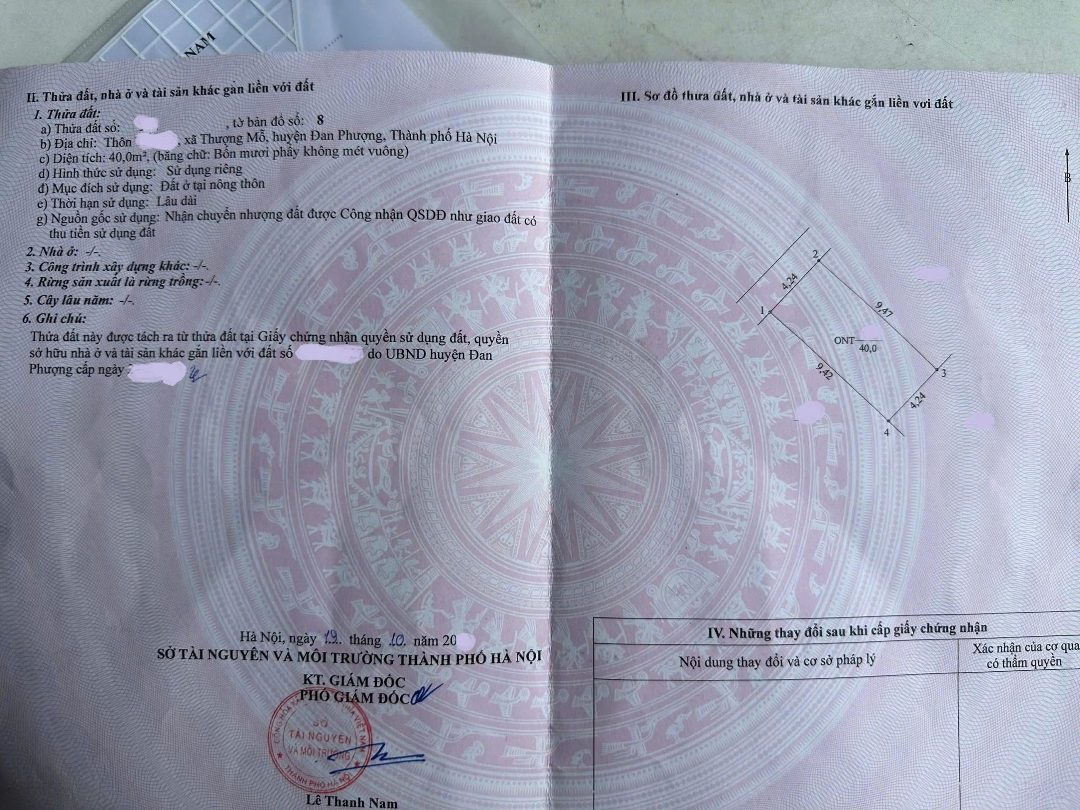 NAM
II. Thửa đất, nhà ở và tài sản khác gắn liền với đất
1. Thửa đất:
a) Thửa đất số: , tờ bản đồ số: 8
b) Địa chỉ: Thôn , xã Thượng Mỗ, huyện Đan Phượng, Thành phố Hà Nội
c) Diện tích: 40,0m², (bằng chữ: Bốn mươi phẩy không mét vuông)
d) Hình thức sử dụng: Sử dụng riêng
đ) Mục đích sử dụng: Đất ở tại nông thôn
e) Thời hạn sử dụng: Lâu dài
g) Nguồn gốc sử dụng: Nhận chuyển nhượng đất được Công nhận QSDĐ như giao đất có
thu tiền sử dụng đất
2. Nhà ở: -/-.
3. Công trình xây dựng khác: -/-.
4. Rừng sản xuất là rừng trồng: -/-.
5. Cây lâu năm: -/-.
6. Ghi chú:
Thửa đất này được tách ra từ thửa đất tại Giấy chứng nhận quyền sử dụng đất, quyền
sở hữu nhà ở và tài sản khác gắn liền với đất số do UBND huyện Đan
Phượng cấp ngày
Hà Nội, ngày 19. tháng 10. năm 20
SỞ TÀI NGUYÊN VÀ MÔI TRƯỜNG THÀNH PHỐ HÀ NỘI
KT. GIÁM ĐỐC
PHÓ GIÁM ĐỐC
SỞ
TÀI NGUYÊN
VÀ MÔI TRƯỜNG
THÀNH PHỐ HÀ NỘI
Lê Thanh Nam
III. Sơ đồ thửa đất, nhà ở và tài sản khác gắn liền với đất
B
2
4,24
1
9,47
ONT
40,0
9,42
3
4,24
4
IV. Những thay đổi sau khi cấp giấy chứng nhận
Nội dung thay đổi và cơ sở pháp lý
Xác nhận của cơ qua
có thẩm quyền